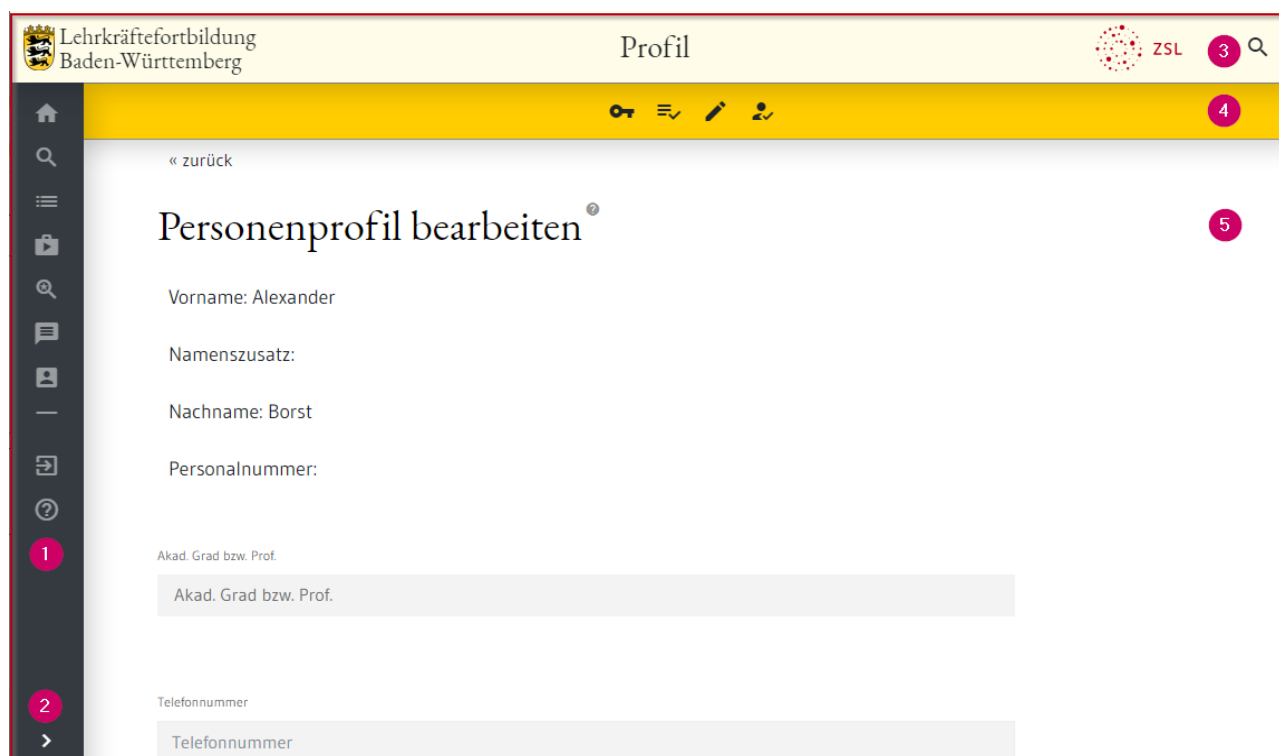 Lehrkräftefortbildung
Baden-Württemberg
Profil
ZSL
3
4
« zurück
Personenprofil bearbeiten
5
Vorname: Alexander
Namenszusatz:
Nachname: Borst
Personalnummer:
1
Akad. Grad bzw. Prof.
Akad. Grad bzw. Prof.
2
Telefonnummer
Telefonnummer